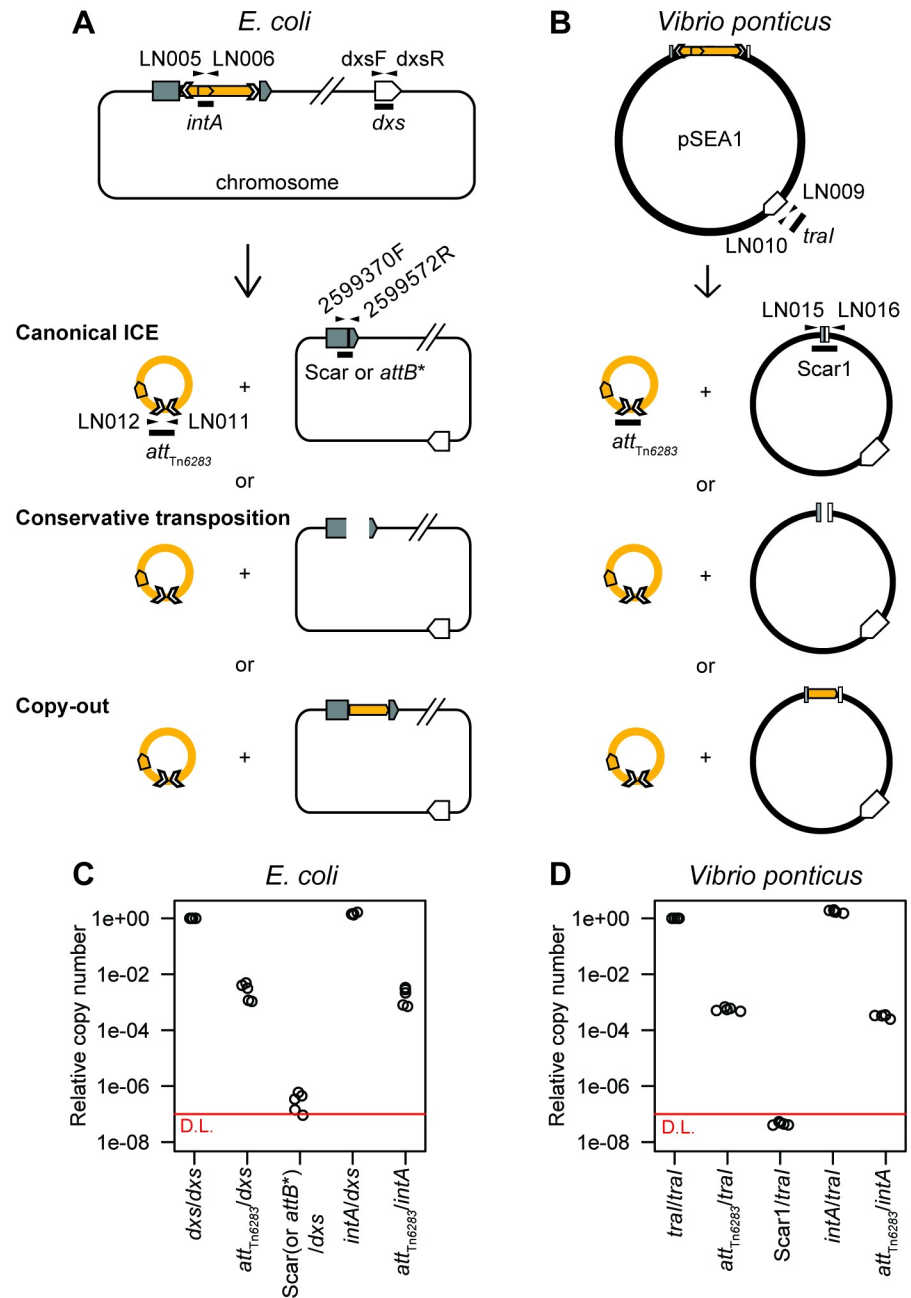 A
E. coli
LN005
LN006
dxsF
dxsR
intA
dxs
chromosome
B
Vibrio ponticus
pSEA1
LN009
LN010
traI
2599370F
2599572R
Canonical ICE
+
Scar or attB*
LN012
LN011
attTn6283
or
LN015
LN016
+
Scar1
attTn6283
or
Conservative transposition
+
or
+
or
Copy-out
+
+
C
E. coli
Relative copy number
1e+00
1e-02
1e-04
1e-06
1e-08
D.L.
dxs/dxs
attTn6283/dxs
Scar(or attB*)
/dxs
intA/dxs
attTn6283/intA
D
Vibrio ponticus
Relative copy number
1e+00
1e-02
1e-04
1e-06
1e-08
D.L.
traI/traI
attTn6283/traI
Scar1/traI
intA/traI
attTn6283/intA